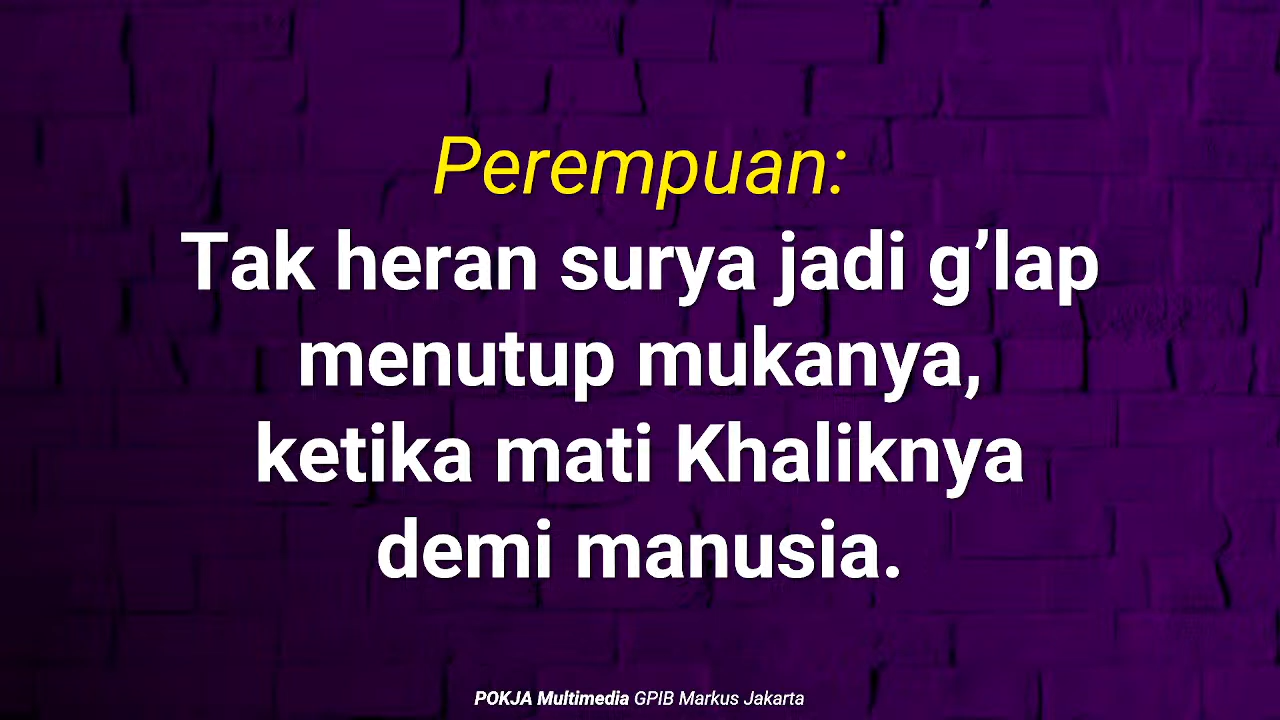 Perempuan:
Tak heran surya jadi g’lap
menutup mukanya,
ketika mati Khaliknya
demi manusia.
POKJA Multimedia GPIB Markus Jakarta